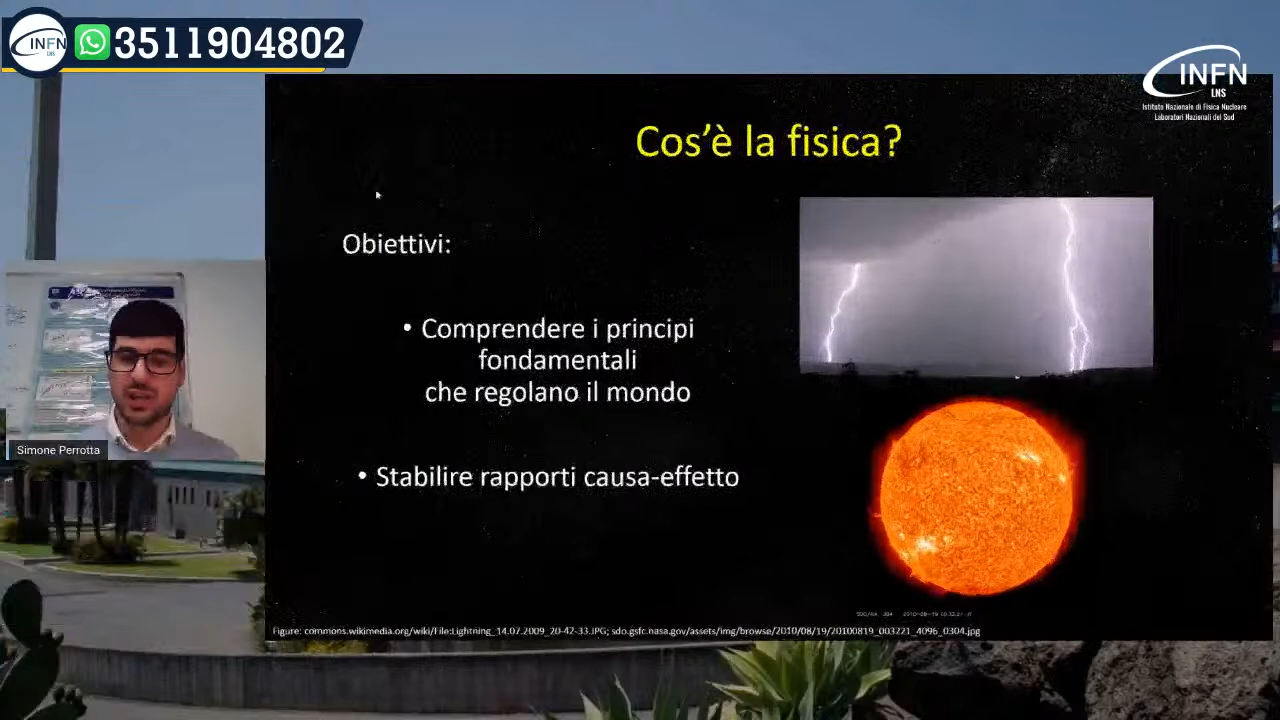 INFN
LNS
3511904802
INFN
LNS
Istituto Nazionale di Fisica Nucleare
Laboratori Nazionali del Sud
Cos'è la fisica?
Obiettivi:
• Comprendere i principi
fondamentali
che regolano il mondo
• Stabilire rapporti causa-effetto
Simone Perrotta
Figure: commons.wikimedia.org/wiki/File:Lightning_14.07.2009_20-42-33.JPG; sdo.gsfc.nasa.gov/assets/img/browse/2010/08/19/20100819_003221_4096_0304.jpg